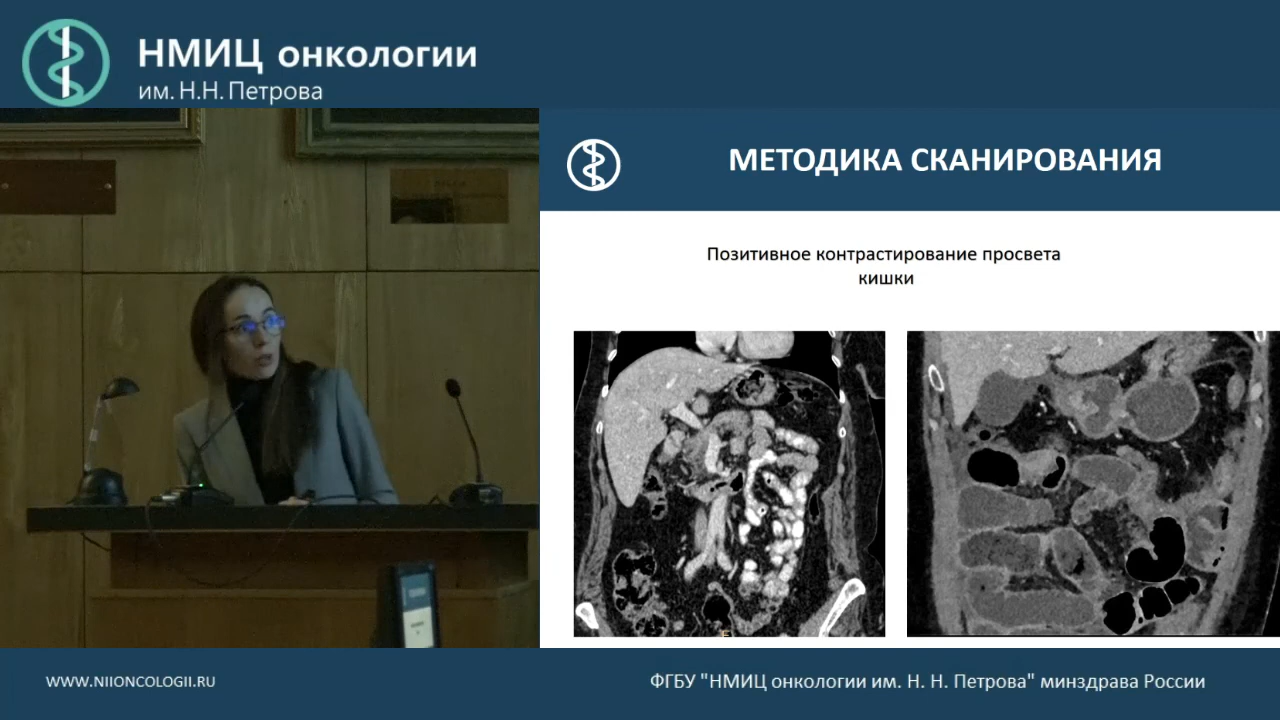 НМИЦ онкологии
им. Н.Н. Петрова
МЕТОДИКА СКАНИРОВАНИЯ
Позитивное контрастирование просвета
кишки
WWW.NIIONCOLOGII.RU
ФГБУ "НМИЦ онкологии им. Н. Н. Петрова" минздрава России